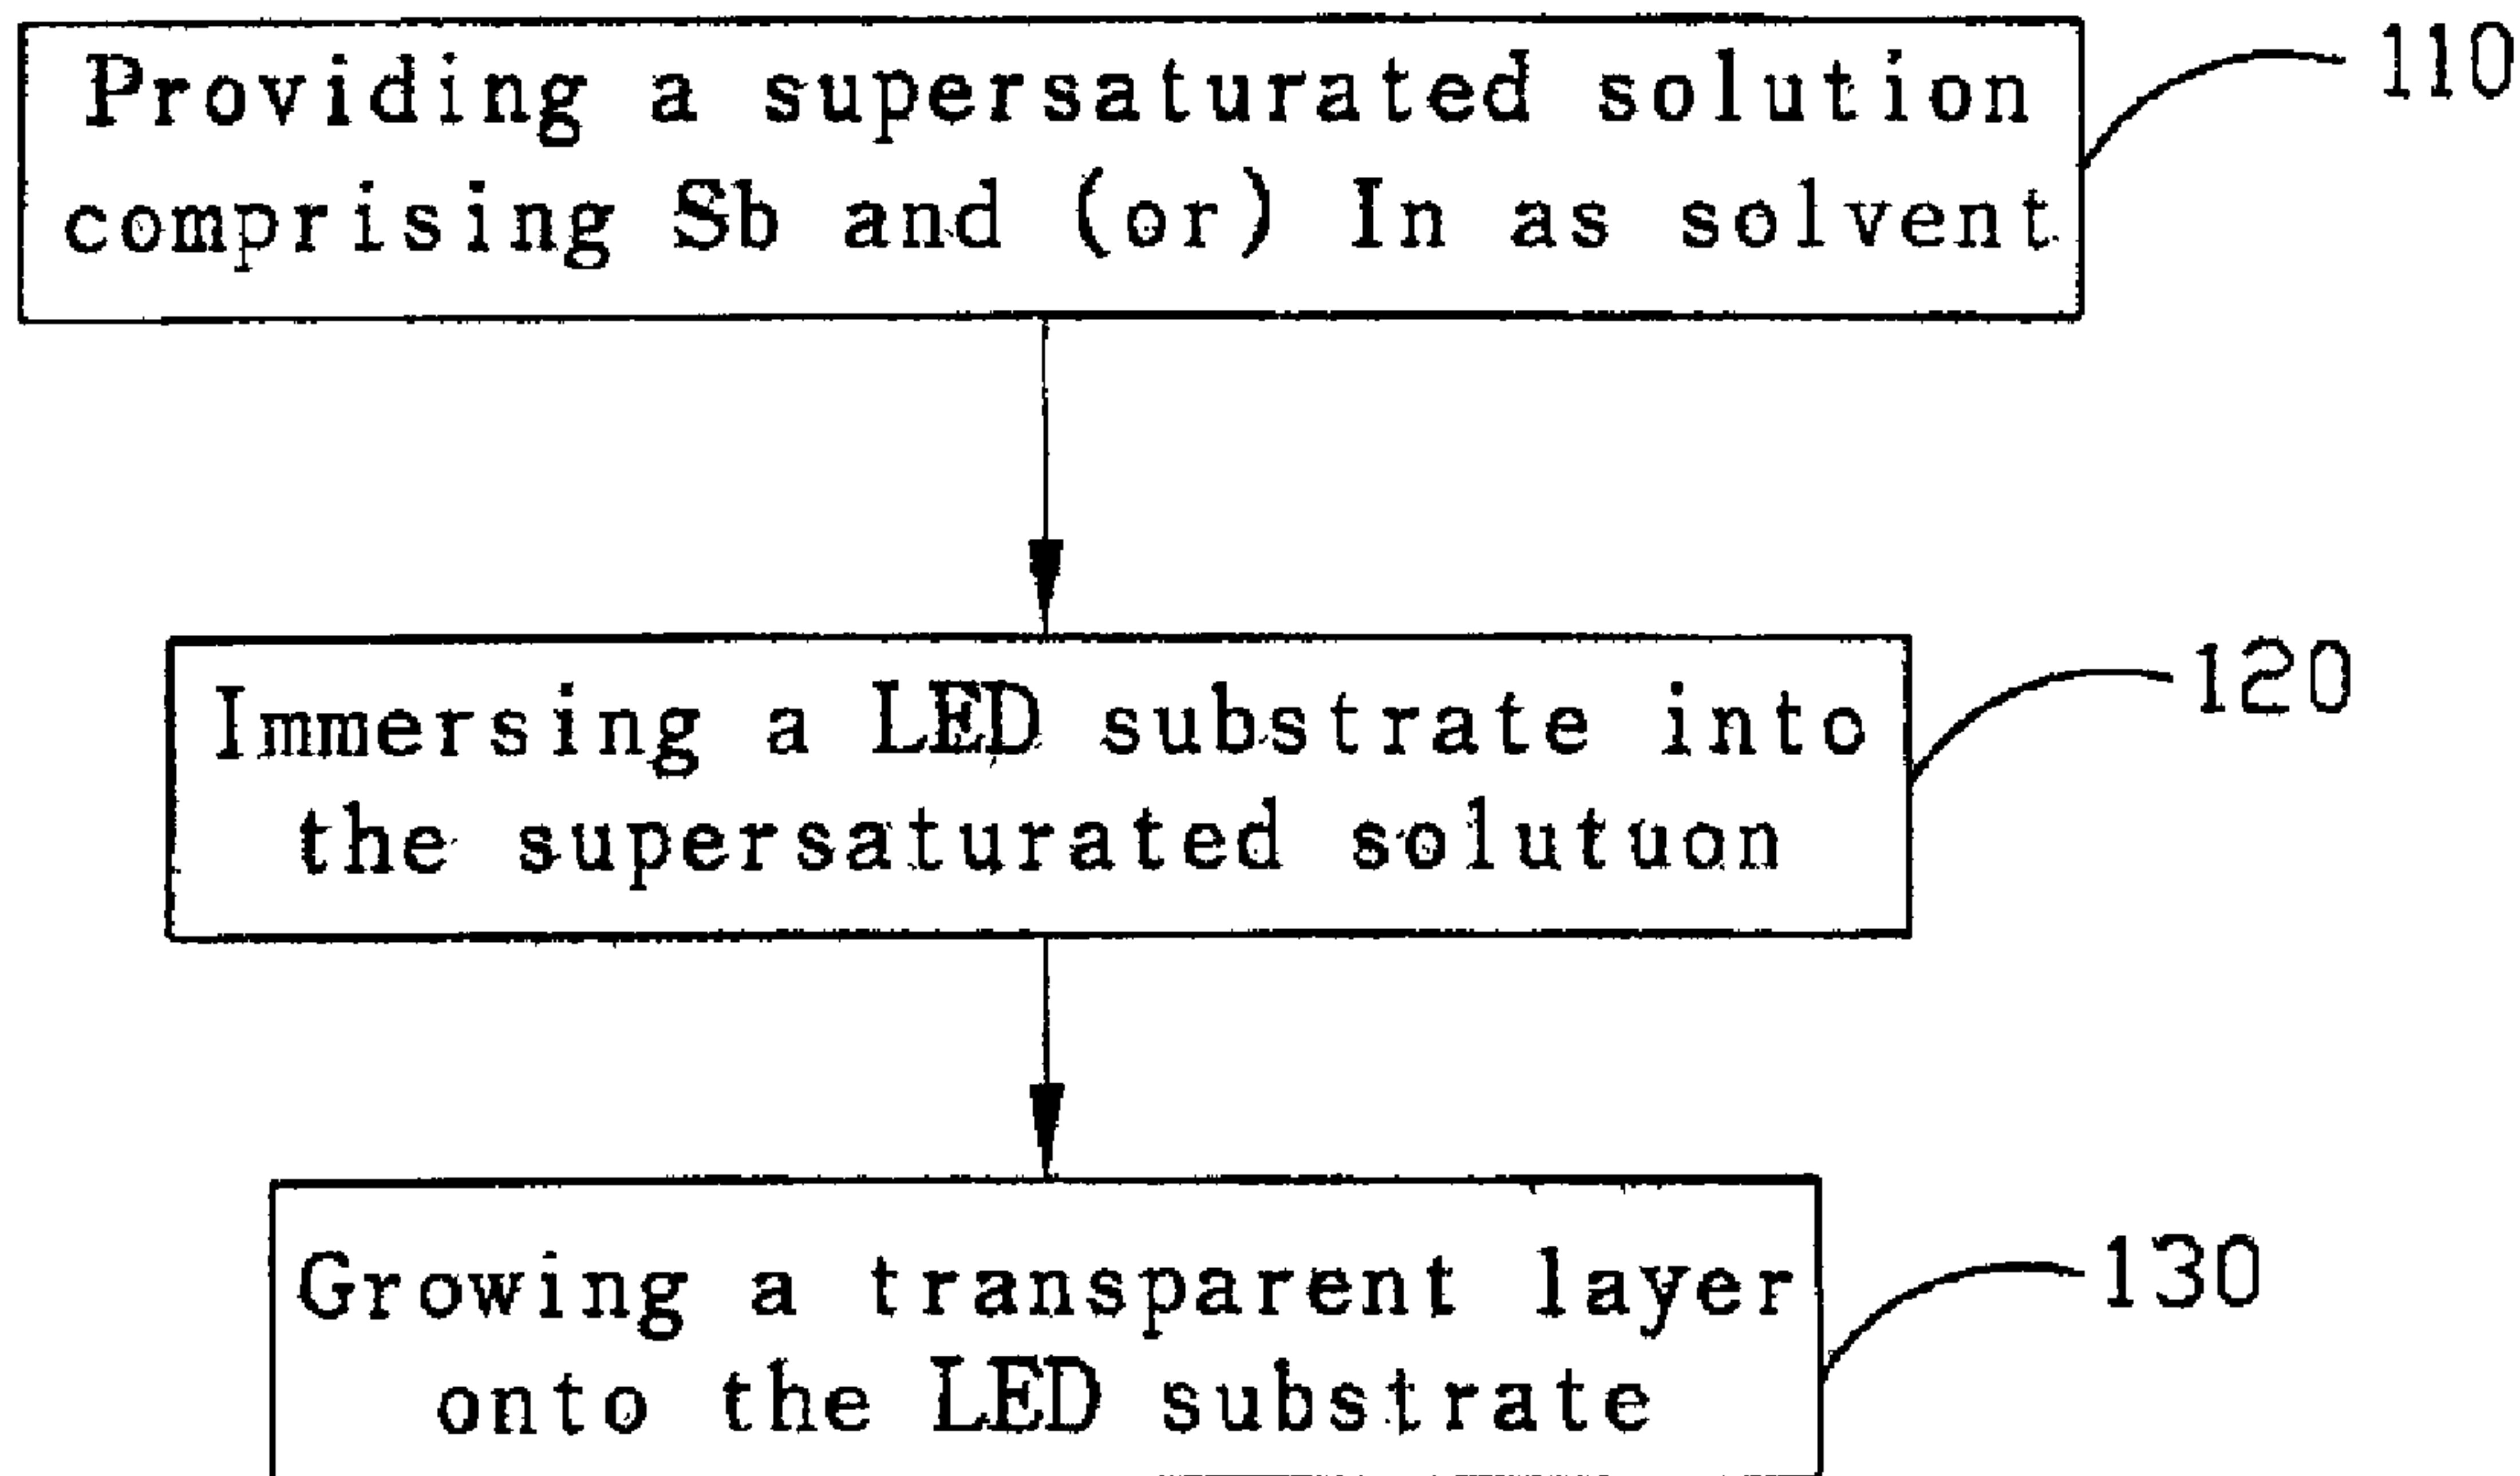 Providing a supersaturated solution
comprising Sb and (or) In as solvent
110
Immersing a LED substrate into
the supersaturated solutuon
120
Growing a transparent layer
onto the LED substrate
130